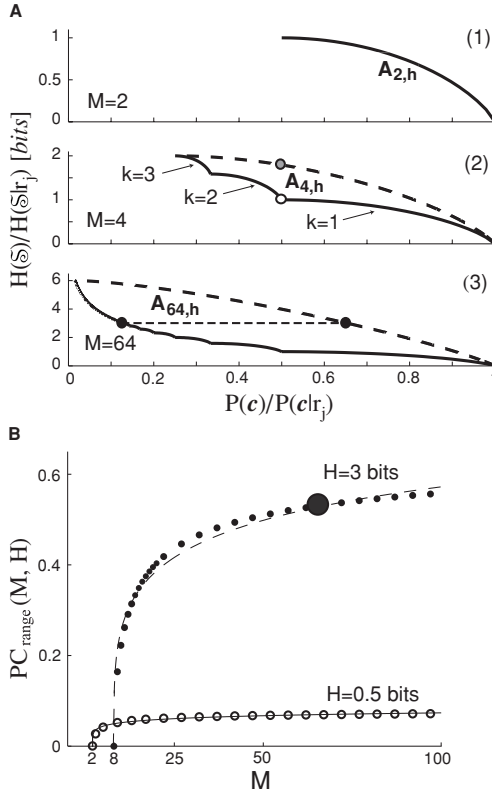 A
(1)
1
0.5
0
A2,h
M=2
(2)
2
1
0
k=3
k=2
A4,h
k=1
M=4
H(S)/H(S|rj) [bits]
(3)
6
4
2
0
A64,h
M=64
0
0.2
0.4
0.6
0.8
P(c)/P(c|rj)
B
0.6
0.4
0.2
0
H=3 bits
H=0.5 bits
PCrange(M, H)
2
8
25
50
100
M